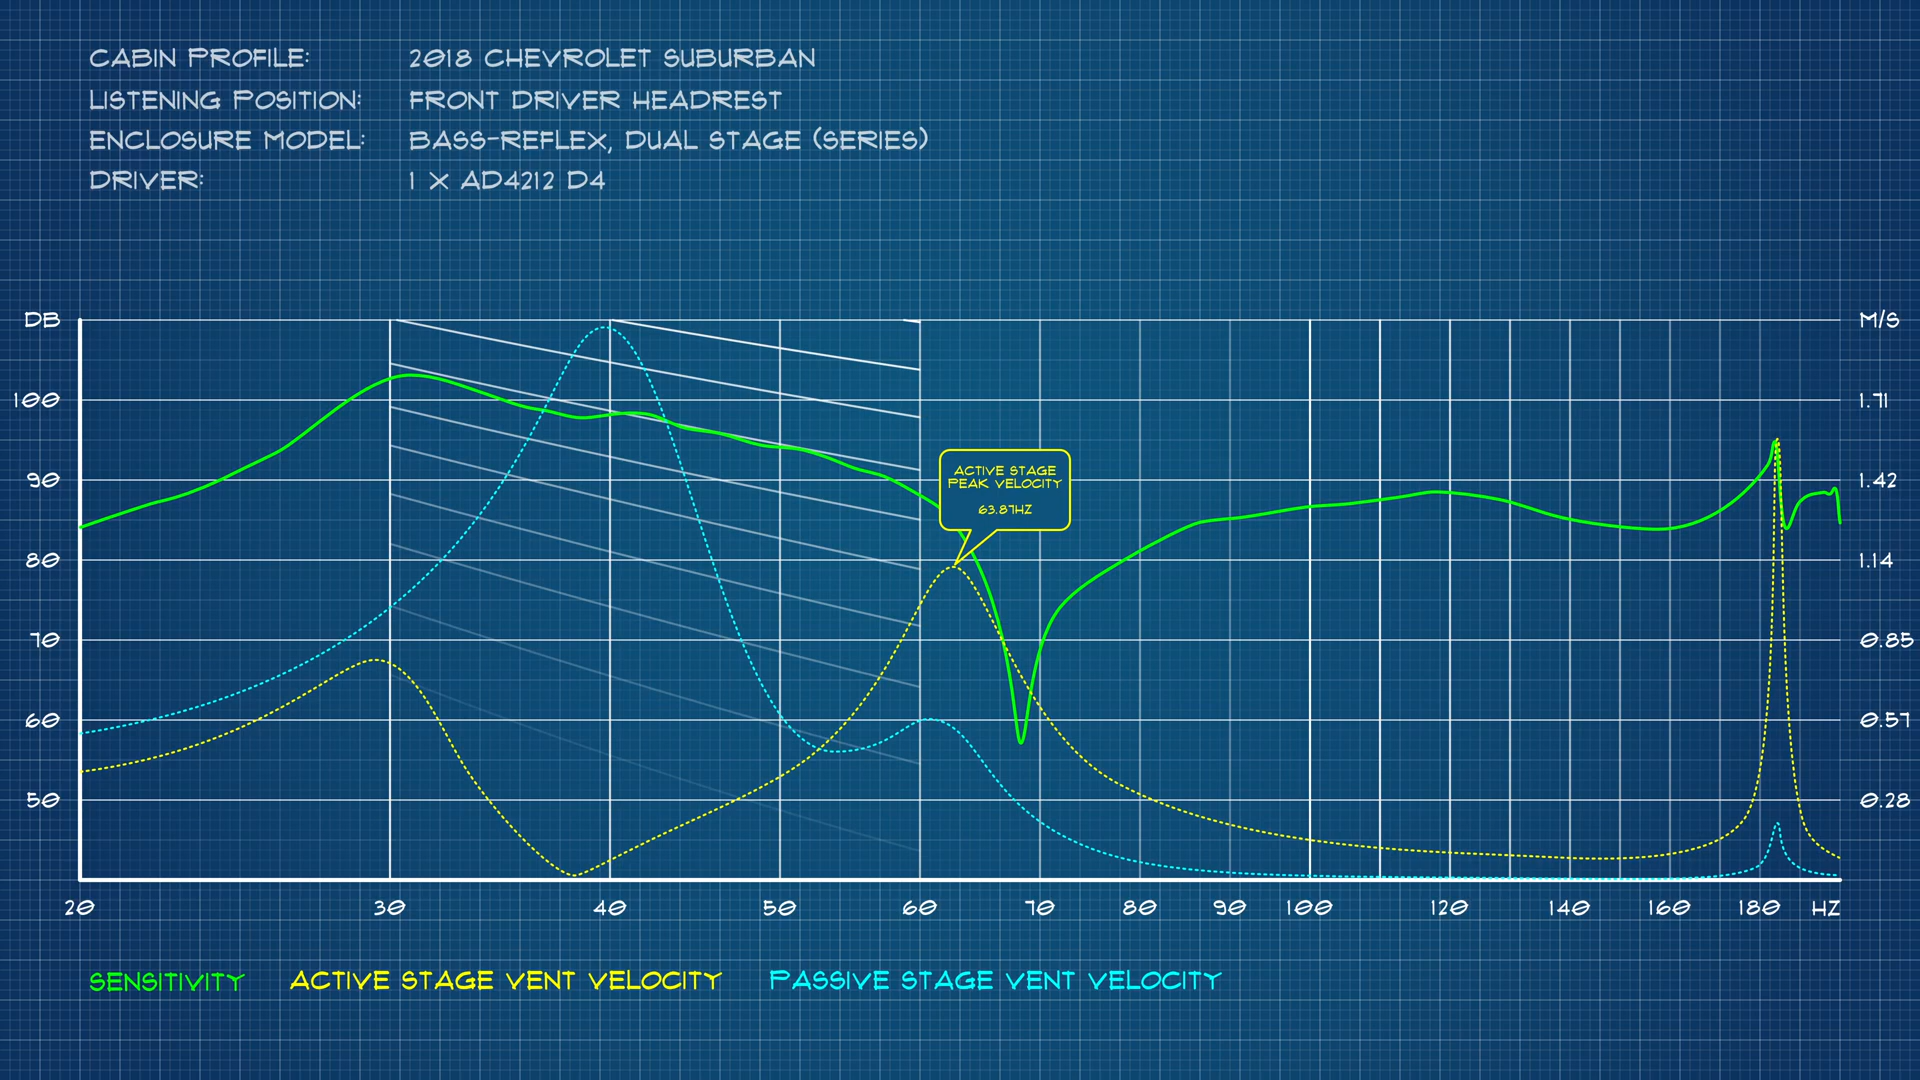 CABIN PROFILE: 2018 CHEVROLET SUBURBAN
LISTENING POSITION: FRONT DRIVER HEADREST
ENCLOSURE MODEL: BASS-REFLEX, DUAL STAGE (SERIES)
DRIVER: 1 X AD4212 D4
DB M/S
100 1.71
90 1.42
80 1.14
70 0.85
60 0.57
50 0.28
ACTIVE STAGE
PEAK VELOCITY
63.87HZ
20 30 40 50 60 70 80 90 100 120 140 160 180 HZ
SENSITIVITY ACTIVE STAGE VENT VELOCITY PASSIVE STAGE VENT VELOCITY